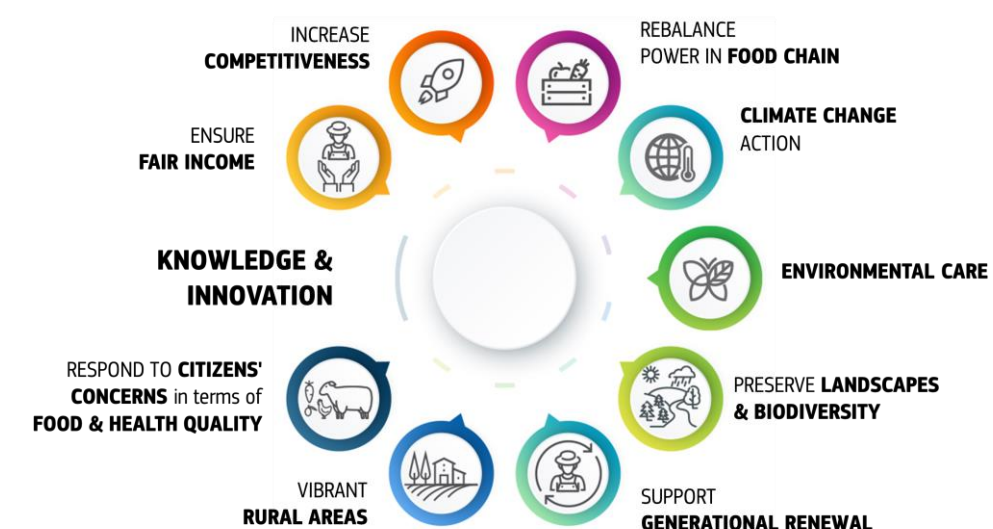 INCREASE
COMPETITIVENESS
REBALANCE
POWER IN FOOD CHAIN
CLIMATE CHANGE
ACTION
ENSURE
FAIR INCOME
KNOWLEDGE &
INNOVATION
ENVIRONMENTAL CARE
RESPOND TO CITIZENS'
CONCERNS in terms of
FOOD & HEALTH QUALITY
PRESERVE LANDSCAPES
& BIODIVERSITY
VIBRANT
RURAL AREAS
SUPPORT
GENERATIONAL RENEWAL